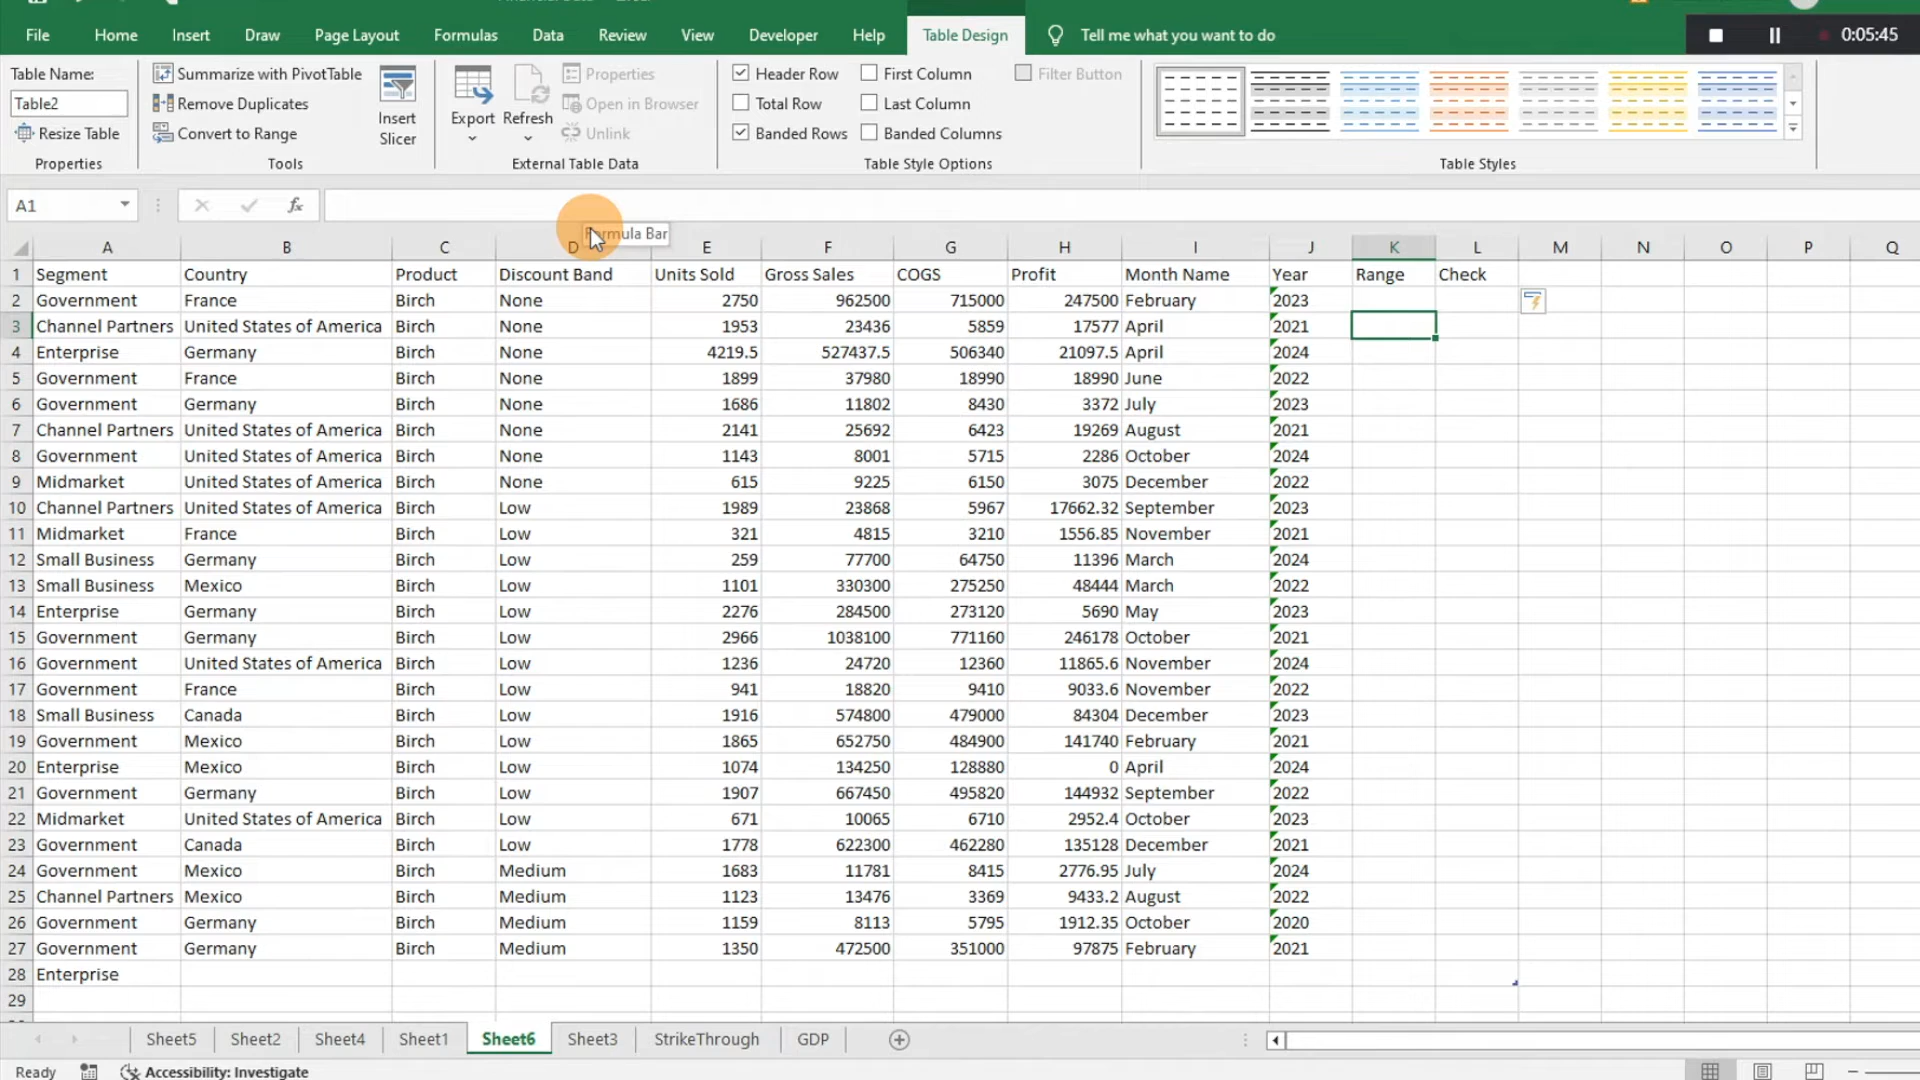 File Home Insert Draw Page Layout Formulas Data Review View Developer Help Table Design Tell me what you want to do 0:05:45
Table Name: Summarize with PivotTable Properties Header Row First Column Filter Button
Table2 Remove Duplicates Insert Slicer Export Refresh Open in Browser Total Row Last Column
Resize Table Convert to Range Unlink Banded Rows Banded Columns
Properties Tools External Table Data Table Style Options Table Styles
A1 fx
Formula Bar
A B C D E F G H I J K L M N O P Q
1 Segment Country Product Discount Band Units Sold Gross Sales COGS Profit Month Name Year Range Check
2 Government France Birch None 2750 962500 715000 247500 February 2023
3 Channel Partners United States of America Birch None 1953 23436 5859 17577 April 2021
4 Enterprise Germany Birch None 4219.5 527437.5 506340 21097.5 April 2024
5 Government France Birch None 1899 37980 18990 18990 June 2022
6 Government Germany Birch None 1686 11802 8430 3372 July 2023
7 Channel Partners United States of America Birch None 2141 25692 6423 19269 August 2021
8 Government United States of America Birch None 1143 8001 5715 2286 October 2024
9 Midmarket United States of America Birch None 615 9225 6150 3075 December 2022
10 Channel Partners United States of America Birch Low 1989 23868 5967 17662.32 September 2023
11 Midmarket France Birch Low 321 4815 3210 1556.85 November 2021
12 Small Business Germany Birch Low 259 77700 64750 11396 March 2024
13 Small Business Mexico Birch Low 1101 330300 275250 48444 March 2022
14 Enterprise Germany Birch Low 2276 284500 273120 5690 May 2023
15 Government Germany Birch Low 2966 1038100 771160 246178 October 2021
16 Government United States of America Birch Low 1236 24720 12360 11865.6 November 2024
17 Government France Birch Low 941 18820 9410 9033.6 November 2022
18 Small Business Canada Birch Low 1916 574800 479000 84304 December 2023
19 Government Mexico Birch Low 1865 652750 484900 141740 February 2021
20 Enterprise Mexico Birch Low 1074 134250 128880 0 April 2024
21 Government Germany Birch Low 1907 667450 495820 144932 September 2022
22 Midmarket United States of America Birch Low 671 10065 6710 2952.4 October 2023
23 Government Canada Birch Low 1778 622300 462280 135128 December 2021
24 Government Mexico Birch Medium 1683 11781 8415 2776.95 July 2024
25 Channel Partners Mexico Birch Medium 1123 13476 3369 9433.2 August 2022
26 Government Germany Birch Medium 1159 8113 5795 1912.35 October 2020
27 Government Germany Birch Medium 1350 472500 351000 97875 February 2021
28 Enterprise
29
Sheet5 Sheet2 Sheet4 Sheet1 Sheet6 Sheet3 StrikeThrough GDP
Ready Accessibility: Investigate